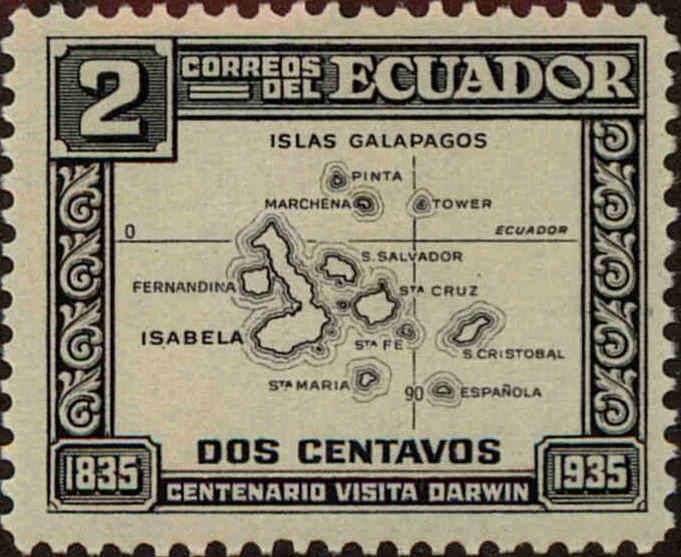 2
CORREOS
DEL
ECUADOR
ISLAS GALAPAGOS
PINTA
MARCHENA
TOWER
0
ECUADOR
S. SALVADOR
FERNANDINA
STA CRUZ
ISABELA
STA FE
S. CRISTOBAL
STA MARIA
90
ESPAÑOLA
DOS CENTAVOS
1835
1935
CENTENARIO VISITA DARWIN